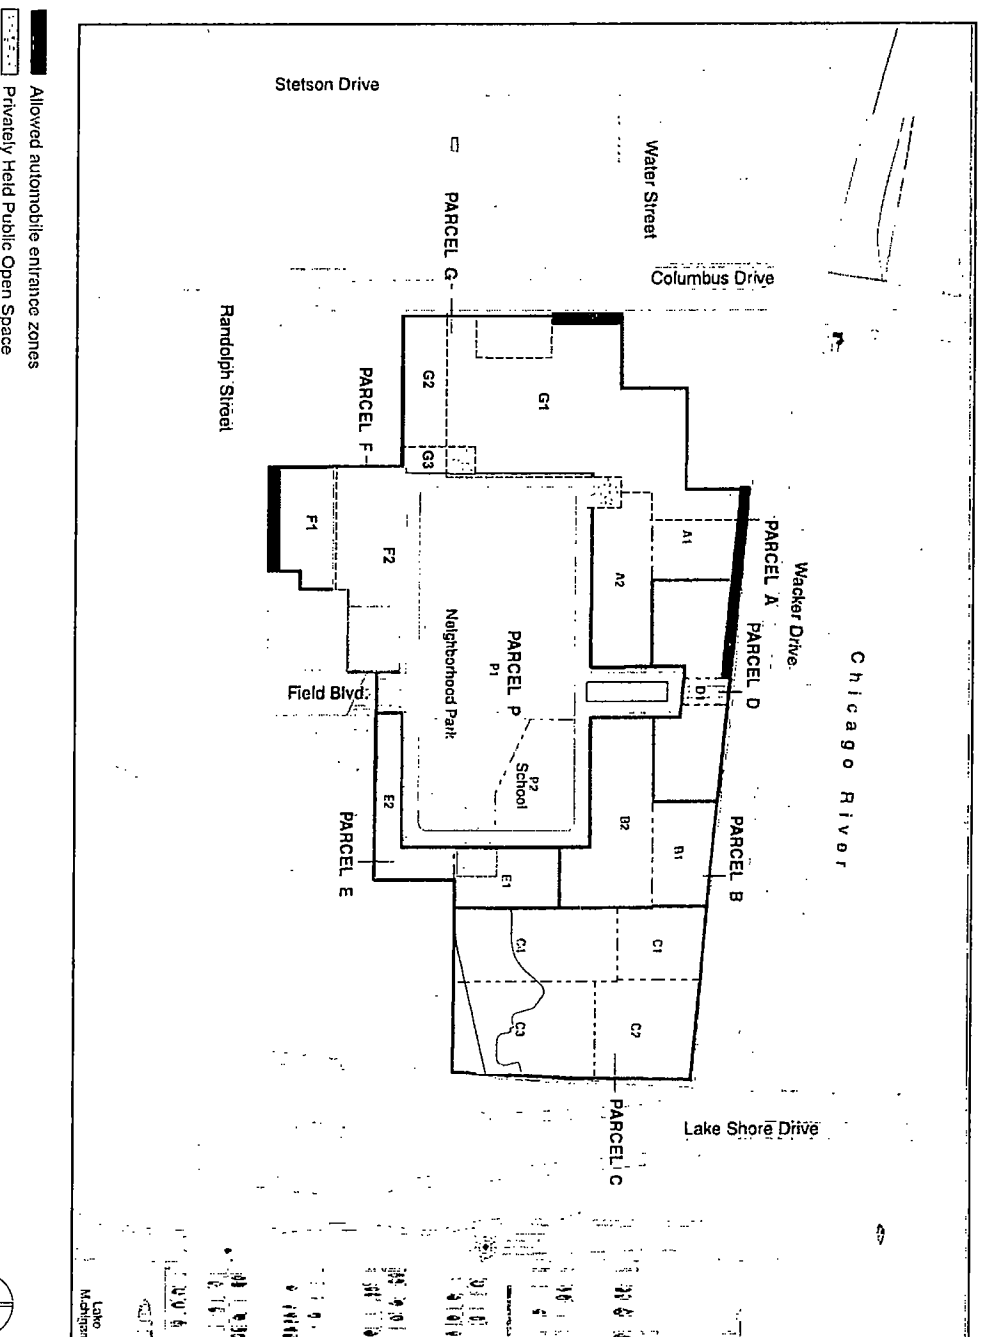 Stetson Drive
Water Street
Columbus Drive
PARCEL G
Randolph Street
PARCEL F
G2
G1
G3
F1
F2
A1
A2
PARCEL A
Wacker Drive
PARCEL D
D1
Chicago River
Neighborhood Park
PARCEL P
P1
P2
School
Field Blvd.
E2
PARCEL E
E1
B2
B1
PARCEL B
C1
C2
C3
C4
PARCEL C
Lake Shore Drive
Lake
Michigan
Allowed automobile entrance zones
Privately Held Public Open Space